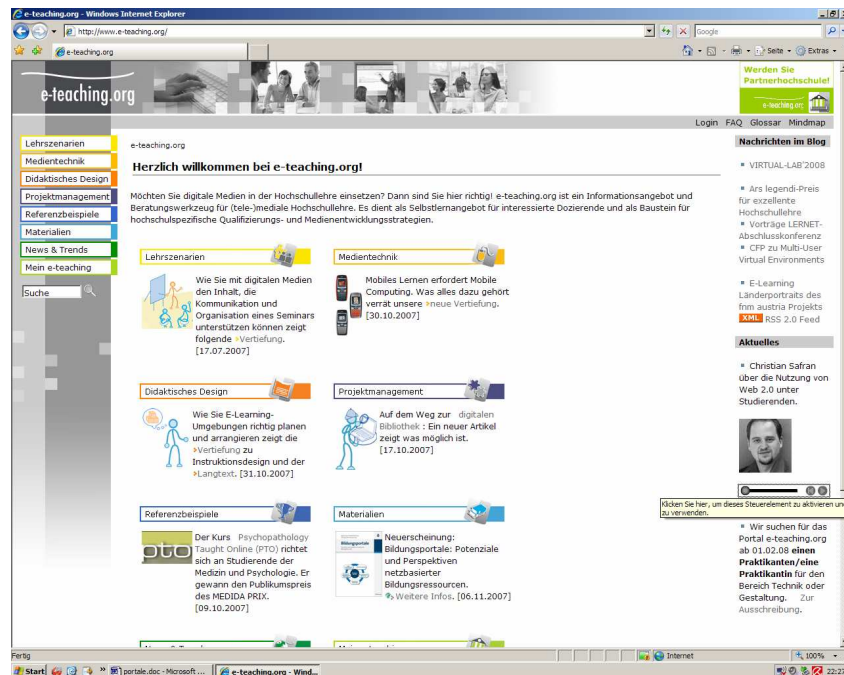 e-teaching.org - Windows Internet Explorer
http://www.e-teaching.org/
Google
e-teaching.org
Seite
Extras
e-teaching.org
Werden Sie
Partnerhochschule!
e-teaching.org
Login FAQ Glossar Mindmap
Lehrszenarien
Medientechnik
Didaktisches Design
Projektmanagement
Referenzbeispiele
Materialien
News & Trends
Mein e-teaching
Suche
e-teaching.org
Herzlich willkommen bei e-teaching.org!
Möchten Sie digitale Medien in der Hochschullehre einsetzen? Dann sind Sie hier richtig! e-teaching.org ist ein Informationsangebot und
Beratungswerkzeug für (tele-)mediale Hochschullehre. Es dient als Selbstlernangebot für interessierte Dozierende und als Baustein für
hochschulspezifische Qualifizierungs- und Medienentwicklungsstrategien.
Lehrszenarien
Wie Sie mit digitalen Medien
den Inhalt, die
Kommunikation und
Organisation eines Seminars
unterstützen können zeigt
folgende >Vertiefung.
[17.07.2007]
Medientechnik
Mobiles Lernen erfordert Mobile
Computing. Was alles dazu gehört
verrät unsere >neue Vertiefung.
[30.10.2007]
Didaktisches Design
Wie Sie E-Learning-
Umgebungen richtig planen
und arrangieren zeigt die
>Vertiefung zu
Instruktionsdesign und der
>Langtext. [31.10.2007]
Projektmanagement
Auf dem Weg zur digitalen
Bibliothek : Ein neuer Artikel
zeigt was möglich ist.
[17.10.2007]
Referenzbeispiele
pto
Der Kurs Psychopathology
Taught Online (PTO) richtet
sich an Studierende der
Medizin und Psychologie. Er
gewann den Publikumspreis
des MEDIDA PRIX.
[09.10.2007]
Materialien
Bildungsportale
Neuerscheinung:
Bildungsportale: Potenziale
und Perspektiven
netzbasierter
Bildungsressourcen.
Weitere Infos. [06.11.2007]
Nachrichten im Blog
VIRTUAL-LAB'2008
Ars legendi-Preis
für exzellente
Hochschullehre
Vorträge LERNET-
Abschlusskonferenz
CFP zu Multi-User
Virtual Environments
E-Learning
Länderportraits des
fnm austria Projekts
XML RSS 2.0 Feed
Aktuelles
Christian Safran
über die Nutzung von
Web 2.0 unter
Studierenden.
Klicken Sie hier, um dieses Steuerelement zu aktivieren und
zu verwenden.
Wir suchen für das
Portal e-teaching.org
ab 01.02.08 einen
Praktikanten/eine
Praktikantin für den
Bereich Technik oder
Gestaltung. Zur
Ausschreibung.
Fertig
Internet
100%
Start
portale.doc - Microsoft ...
e-teaching.org - Wind...
22:27